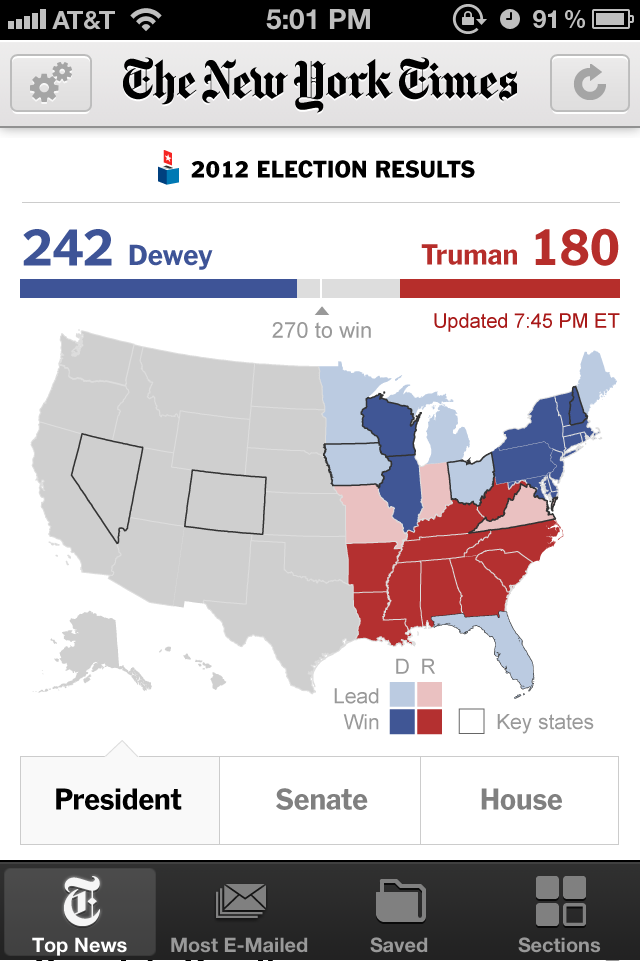 AT&T 5:01 PM 91 %
The New York Times
2012 ELECTION RESULTS
242 Dewey Truman 180
270 to win
Updated 7:45 PM ET
D R
Lead
Win Key states
President Senate House
Top News Most E-Mailed Saved Sections